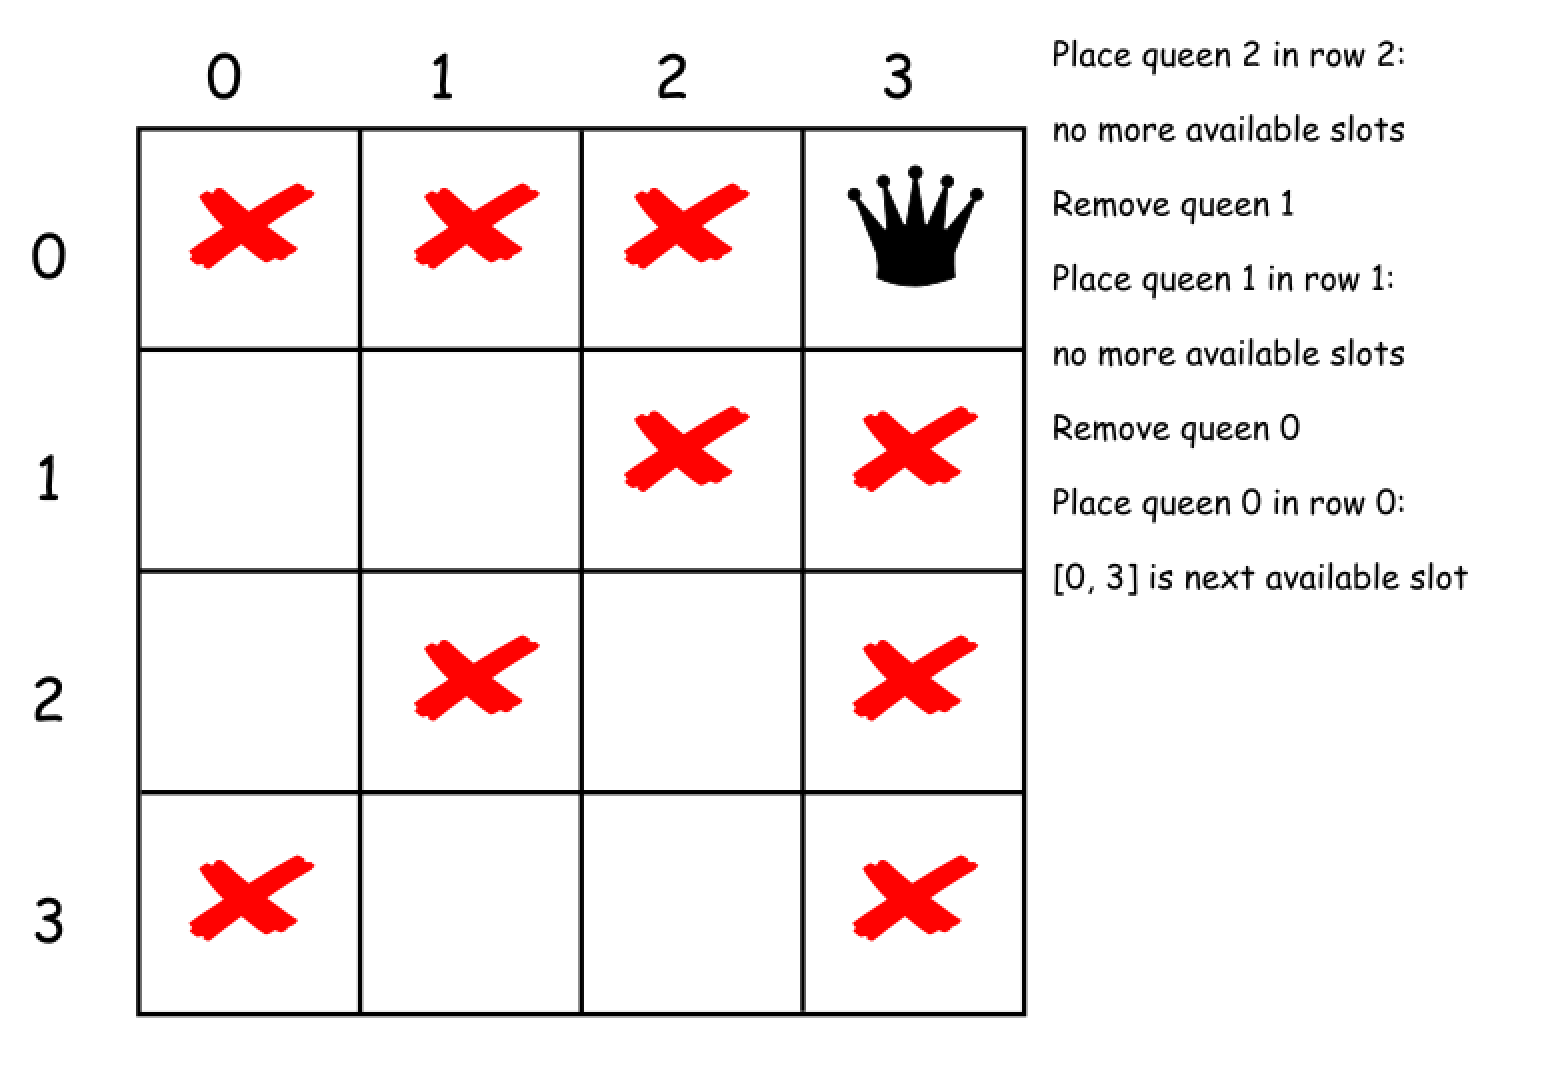 0 1 2 3
0
1
2
3
Place queen 2 in row 2:
no more available slots
Remove queen 1
Place queen 1 in row 1:
no more available slots
Remove queen 0
Place queen 0 in row 0:
[0, 3] is next available slot